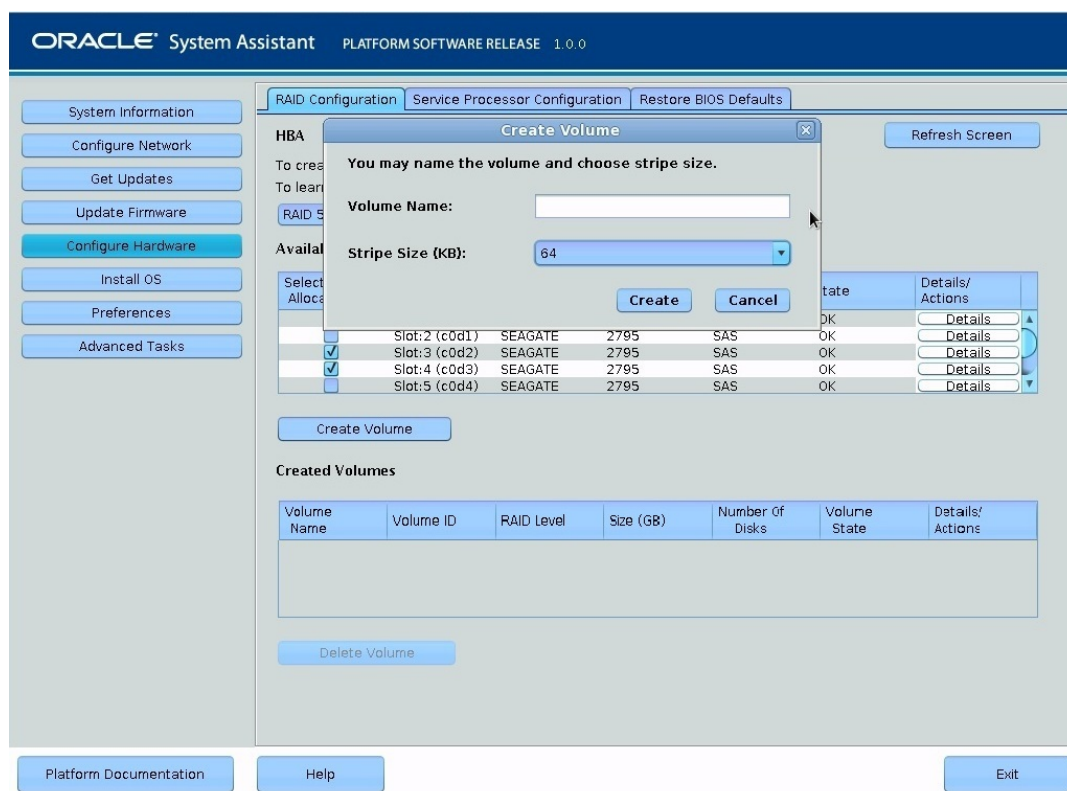 ORACLE System Assistant PLATFORM SOFTWARE RELEASE 1.0.0
System Information
Configure Network
Get Updates
Update Firmware
Configure Hardware
Install OS
Preferences
Advanced Tasks
RAID Configuration Service Processor Configuration Restore BIOS Defaults
HBA
Refresh Screen
To crea
To lear
RAID 5
Availal
Create Volume
You may name the volume and choose stripe size.
Volume Name:
Stripe Size (KB): 64
Create Cancel
Select
Alloca
tate
Details/
Actions
OK Details
Slot:2 (c0d1) SEAGATE 2795 SAS OK Details
Slot:3 (c0d2) SEAGATE 2795 SAS OK Details
Slot:4 (c0d3) SEAGATE 2795 SAS OK Details
Slot:5 (c0d4) SEAGATE 2795 SAS OK Details
Create Volume
Created Volumes
Volume
Name
Volume ID
RAID Level
Size (GB)
Number Of
Disks
Volume
State
Details/
Actions
Delete Volume
Platform Documentation Help Exit